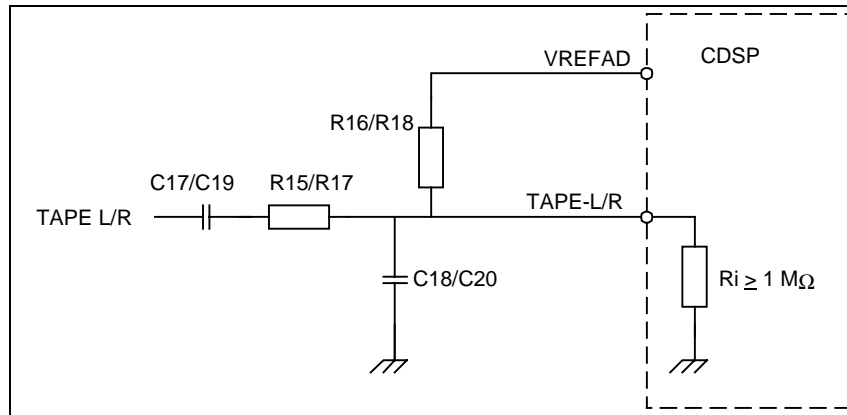 VREFAD
CDSP
R16/R18
C17/C19
R15/R17
TAPE L/R
TAPE-L/R
C18/C20
Ri ≥ 1 MΩ